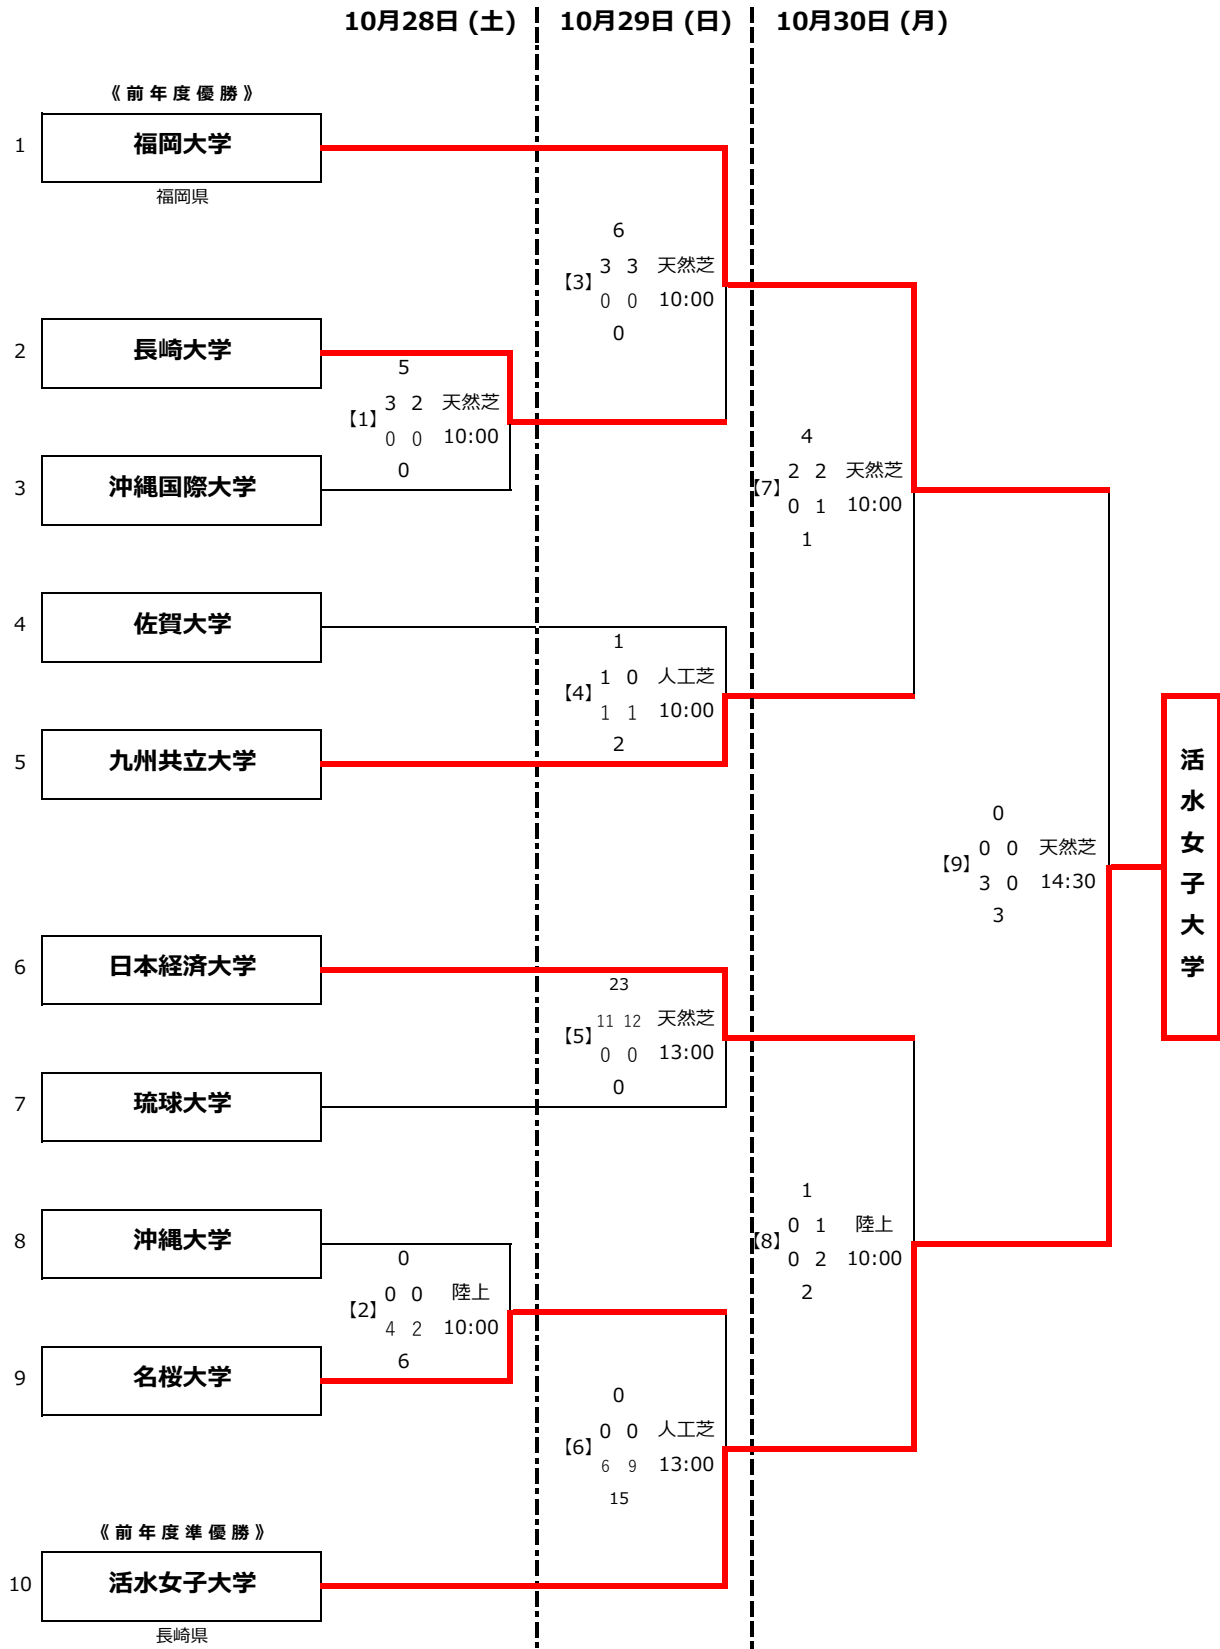 10月28日 (土) 10月29日 (日) 10月30日 (月)
《 前 年 度 優 勝 》
1 福岡大学
福岡県
6
【3】 3 3 天然芝
0 0 10:00
0
2 長崎大学
5
【1】 3 2 天然芝
0 0 10:00
0
3 沖縄国際大学
4
【7】 2 2 天然芝
0 1 10:00
1
4 佐賀大学
1
【4】 1 0 人工芝
1 1 10:00
2
5 九州共立大学
活水女子大学
0
【9】 0 0 天然芝
3 0 14:30
3
6 日本経済大学
23
【5】 11 12 天然芝
0 0 13:00
0
7 琉球大学
1
【8】 0 1 陸上
0 2 10:00
2
8 沖縄大学
0
【2】 0 0 陸上
4 2 10:00
6
9 名桜大学
0
【6】 0 0 人工芝
6 9 13:00
15
《 前 年 度 準 優 勝 》
10 活水女子大学
長崎県